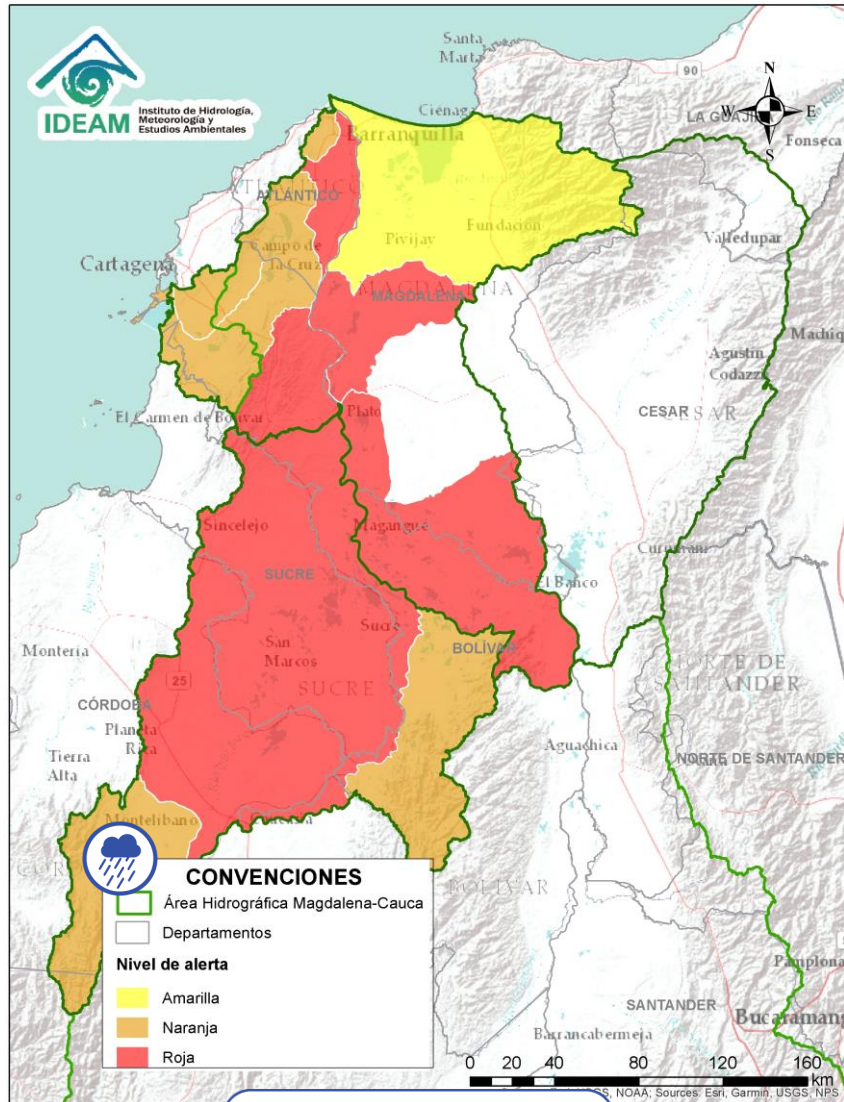 Santa
Marta
90
N
W
E
S
IDEAM
Instituto de Hidrología,
Meteorología y
Estudios Ambientales
Ciénaga
LA GUAJIRA
Fonseca
Barranquilla
ATLÁNTICO
Pivijay
Fundación
Valledupar
Campo de
la Cruz
Cartagena
MAGDALENA
MAGDALENA
Agustín
Codazzi
CESAR
CESAR
El Carmen de Bolívar
Plato
Sincelejo
Magangué
SUCRE
El Banco
Sucre
San
Marcos
BOLÍVAR
Montería
25
SUCRE
NORTE DE
SANTANDER
CÓRDOBA
Planeta
Rica
Aguachica
Tierra
Alta
NORTE DE SANTANDER
Montelíbano
BOLÍVAR
CONVENCIONES
Área Hidrográfica Magdalena-Cauca
Departamentos
Nivel de alerta
Amarilla
Naranja
Roja
Pamplona
SANTANDER
Barrancabermeja
0 20 40 80 120 160
km
NOAA; Sources: Esri, Garmin, USGS, NPS